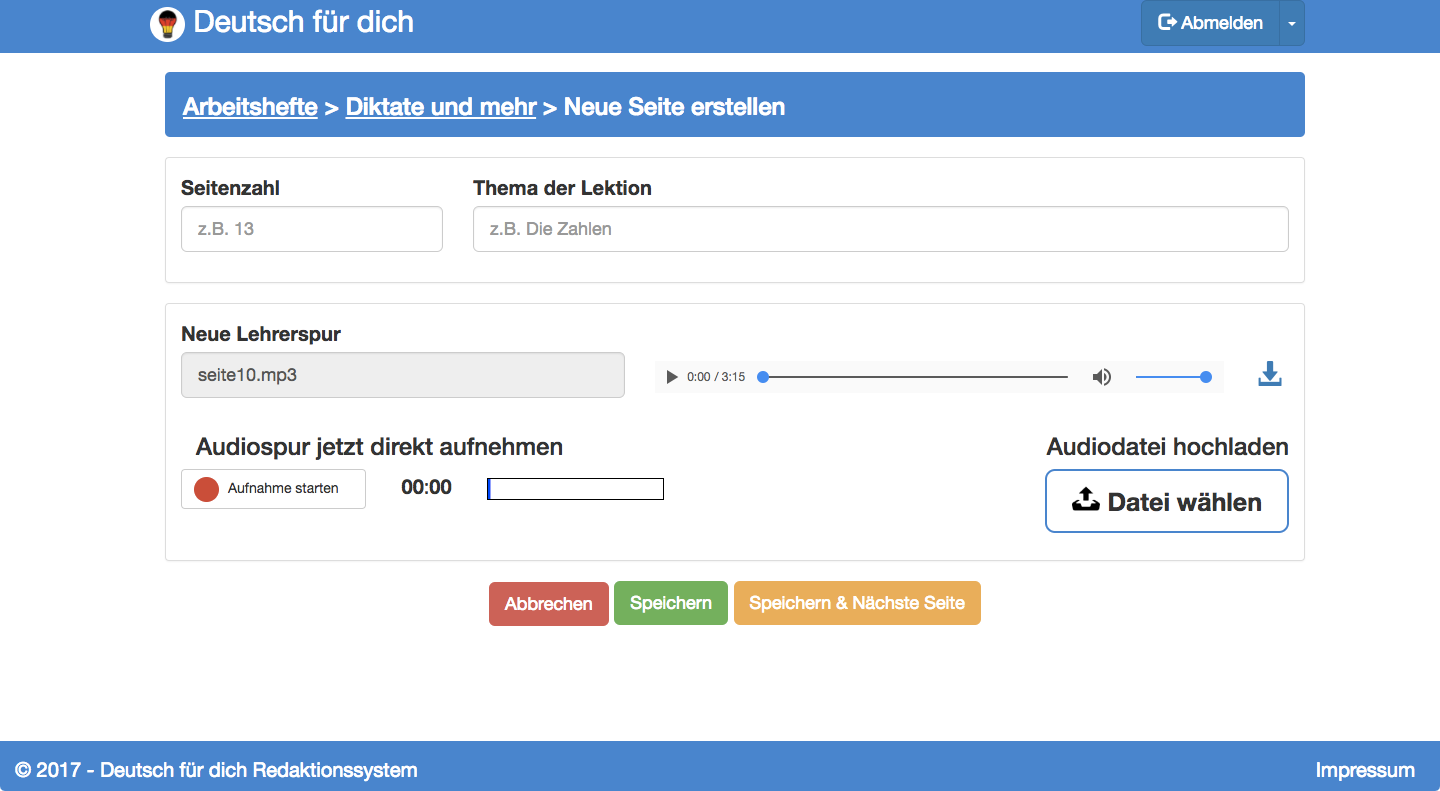 Deutsch für dich
Abmelden
Arbeitshefte > Diktate und mehr > Neue Seite erstellen
Seitenzahl
Thema der Lektion
z.B. 13
z.B. Die Zahlen
Neue Lehrerspur
seite10.mp3
0:00 / 3:15
Audiospur jetzt direkt aufnehmen
Audiodatei hochladen
Aufnahme starten
00:00
Datei wählen
Abbrechen
Speichern
Speichern & Nächste Seite
© 2017 - Deutsch für dich Redaktionssystem
Impressum